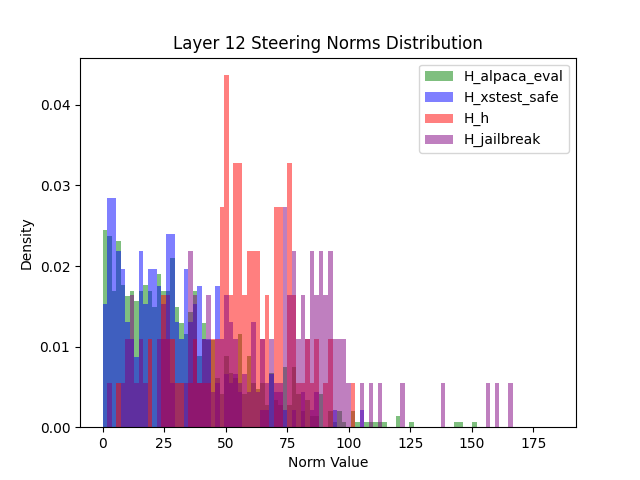 Layer 12 Steering Norms Distribution
H_alpaca_eval
H_xstest_safe
H_h
H_jailbreak
Density
0.04
0.03
0.02
0.01
0.00
0 25 50 75 100 125 150 175
Norm Value